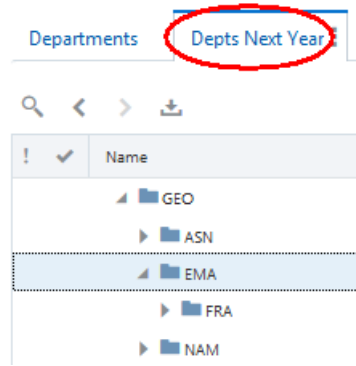 Departments Depts Next Year
! Name
GEO
ASN
EMA
FRA
NAM